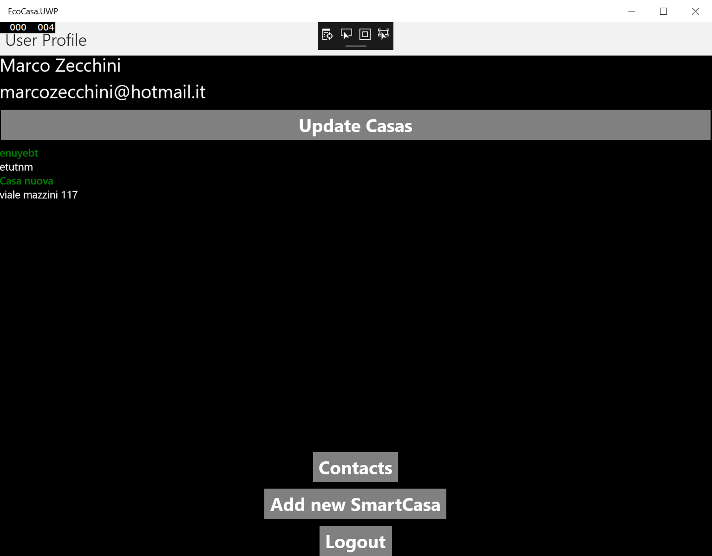 EcoCasa.UWP
000 004
User Profile
Marco Zecchini
marcozecchini@hotmail.it
Update Casas
enuyebt
etutnm
Casa nuova
viale mazzini 117
Contacts
Add new SmartCasa
Logout